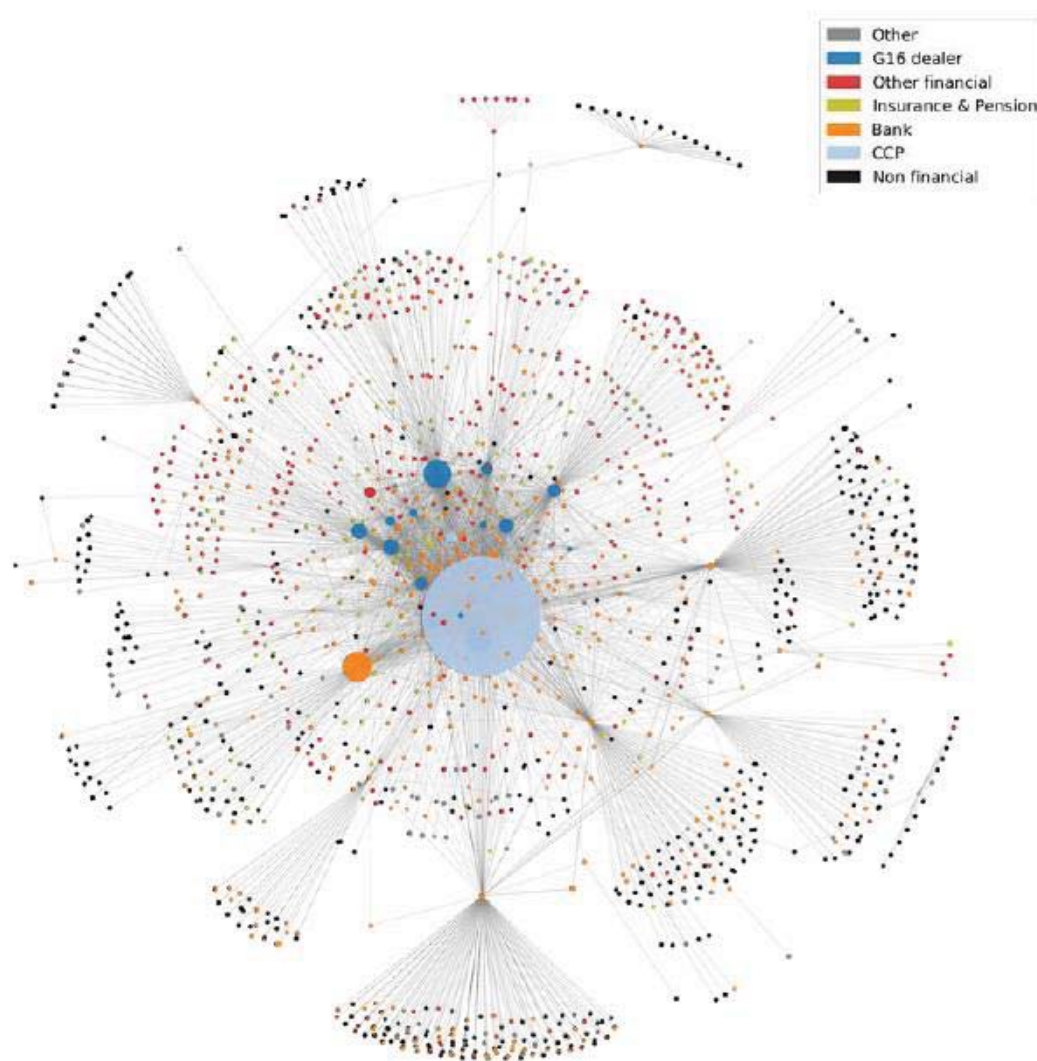 Other
G16 dealer
Other financial
Insurance & Pension
Bank
CCP
Non financial